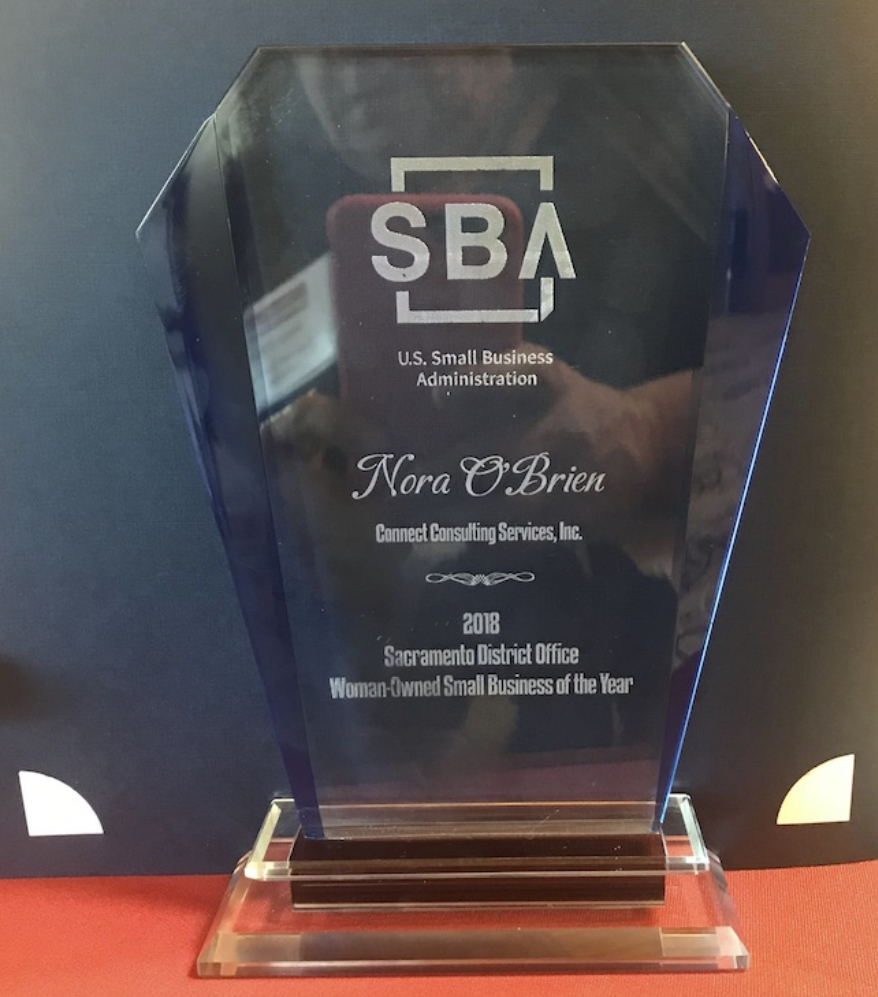 SBA
U.S. Small Business
Administration
Nora O'Brien
Connect Consulting Services, Inc.
2018
Sacramento District Office
Woman-Owned Small Business of the Year